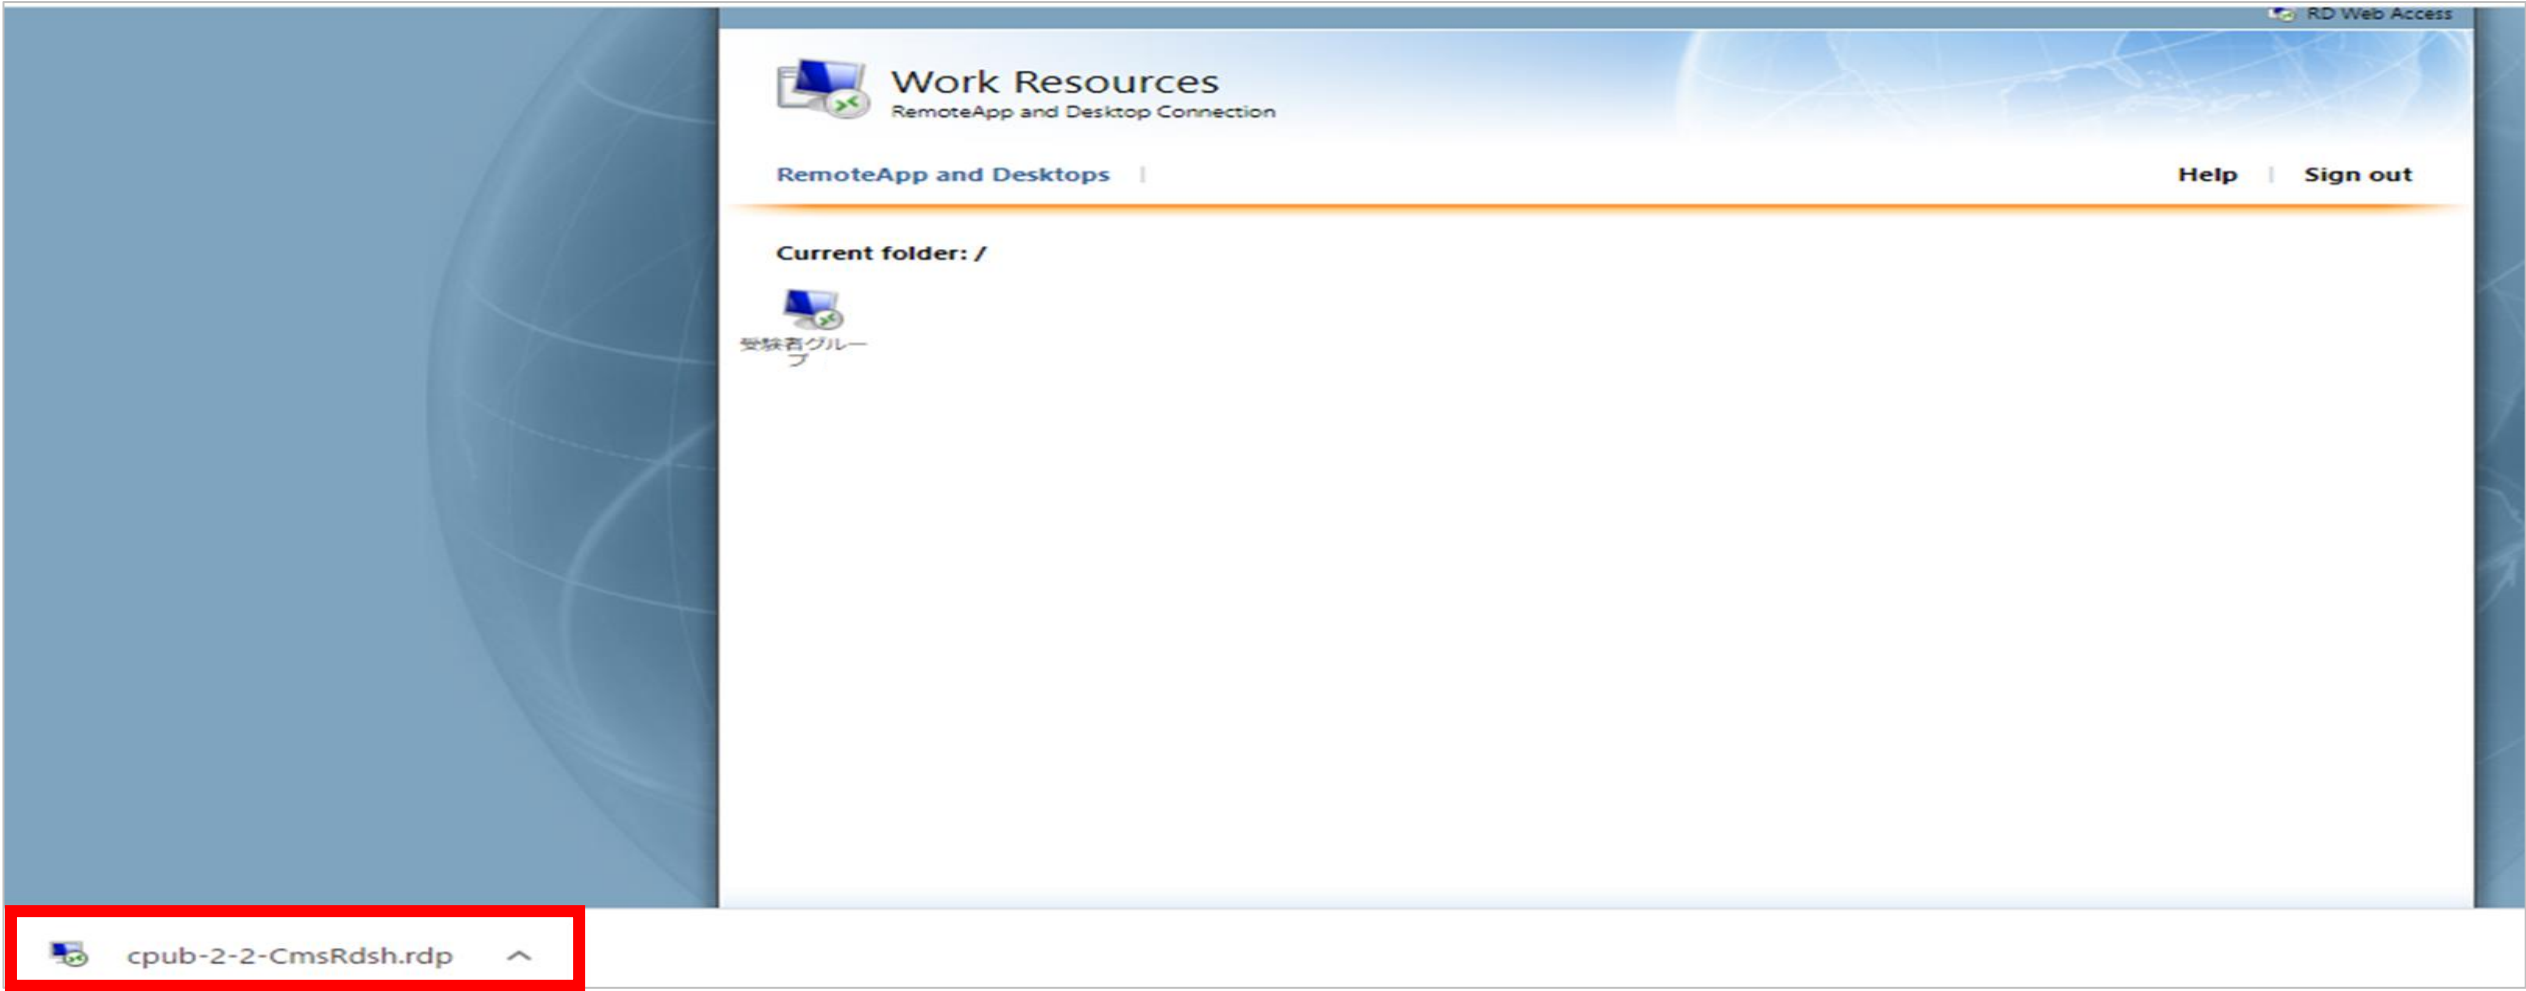 RD Web Access
Work Resources
RemoteApp and Desktop Connection
RemoteApp and Desktops
Help
Sign out
Current folder: /
受験者グルー
プ
cpub-2-2-CmsRdsh.rdp